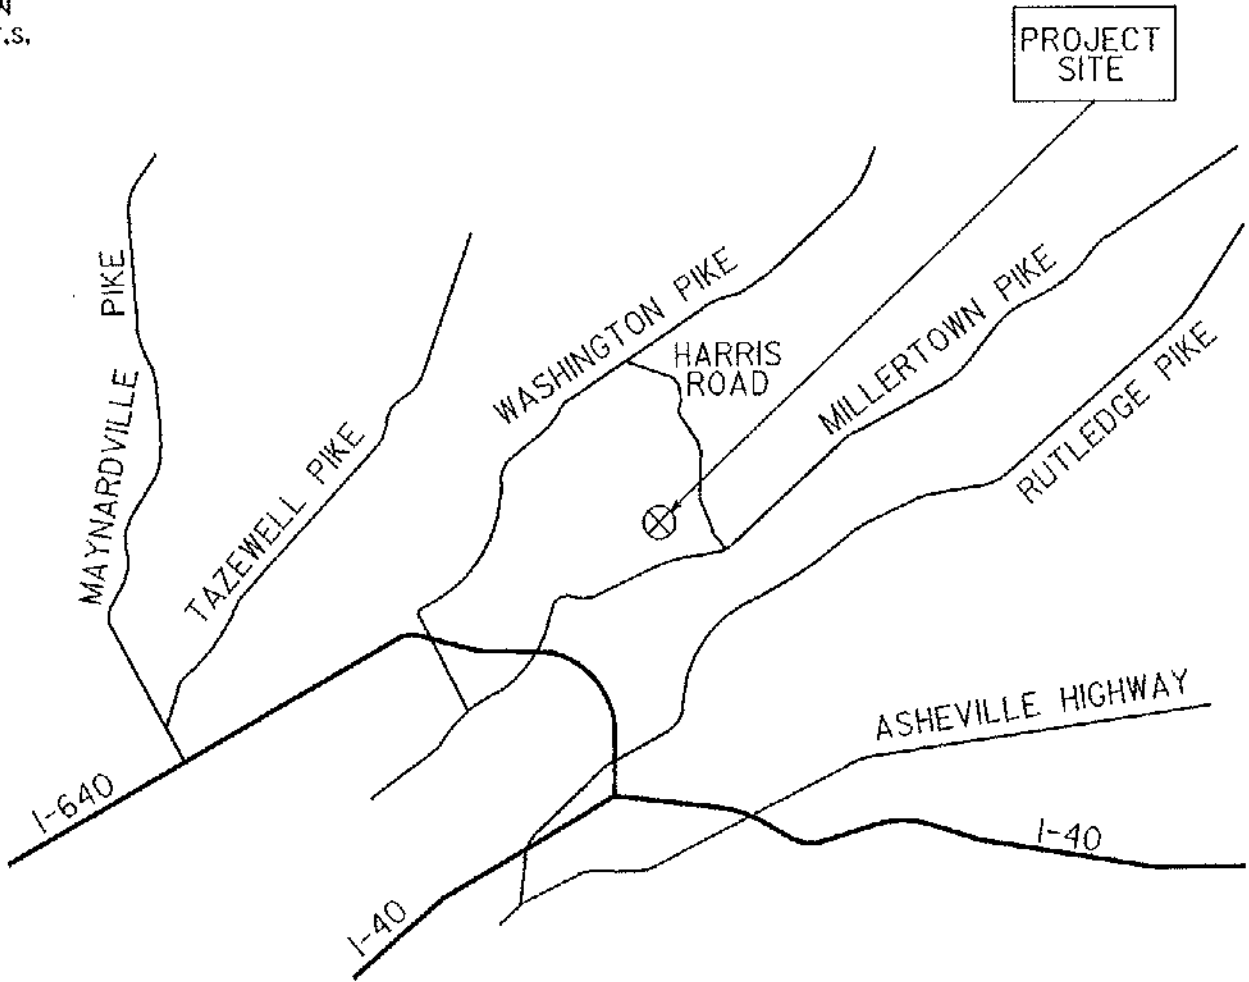 N
.T.S.
PROJECT
SITE
MAYNARDVILLE PIKE
TAZEWELL PIKE
WASHINGTON PIKE
HARRIS
ROAD
MILLERTOWN PIKE
RUTLEDGE PIKE
ASHEVILLE HIGHWAY
I-640
I-40
I-40